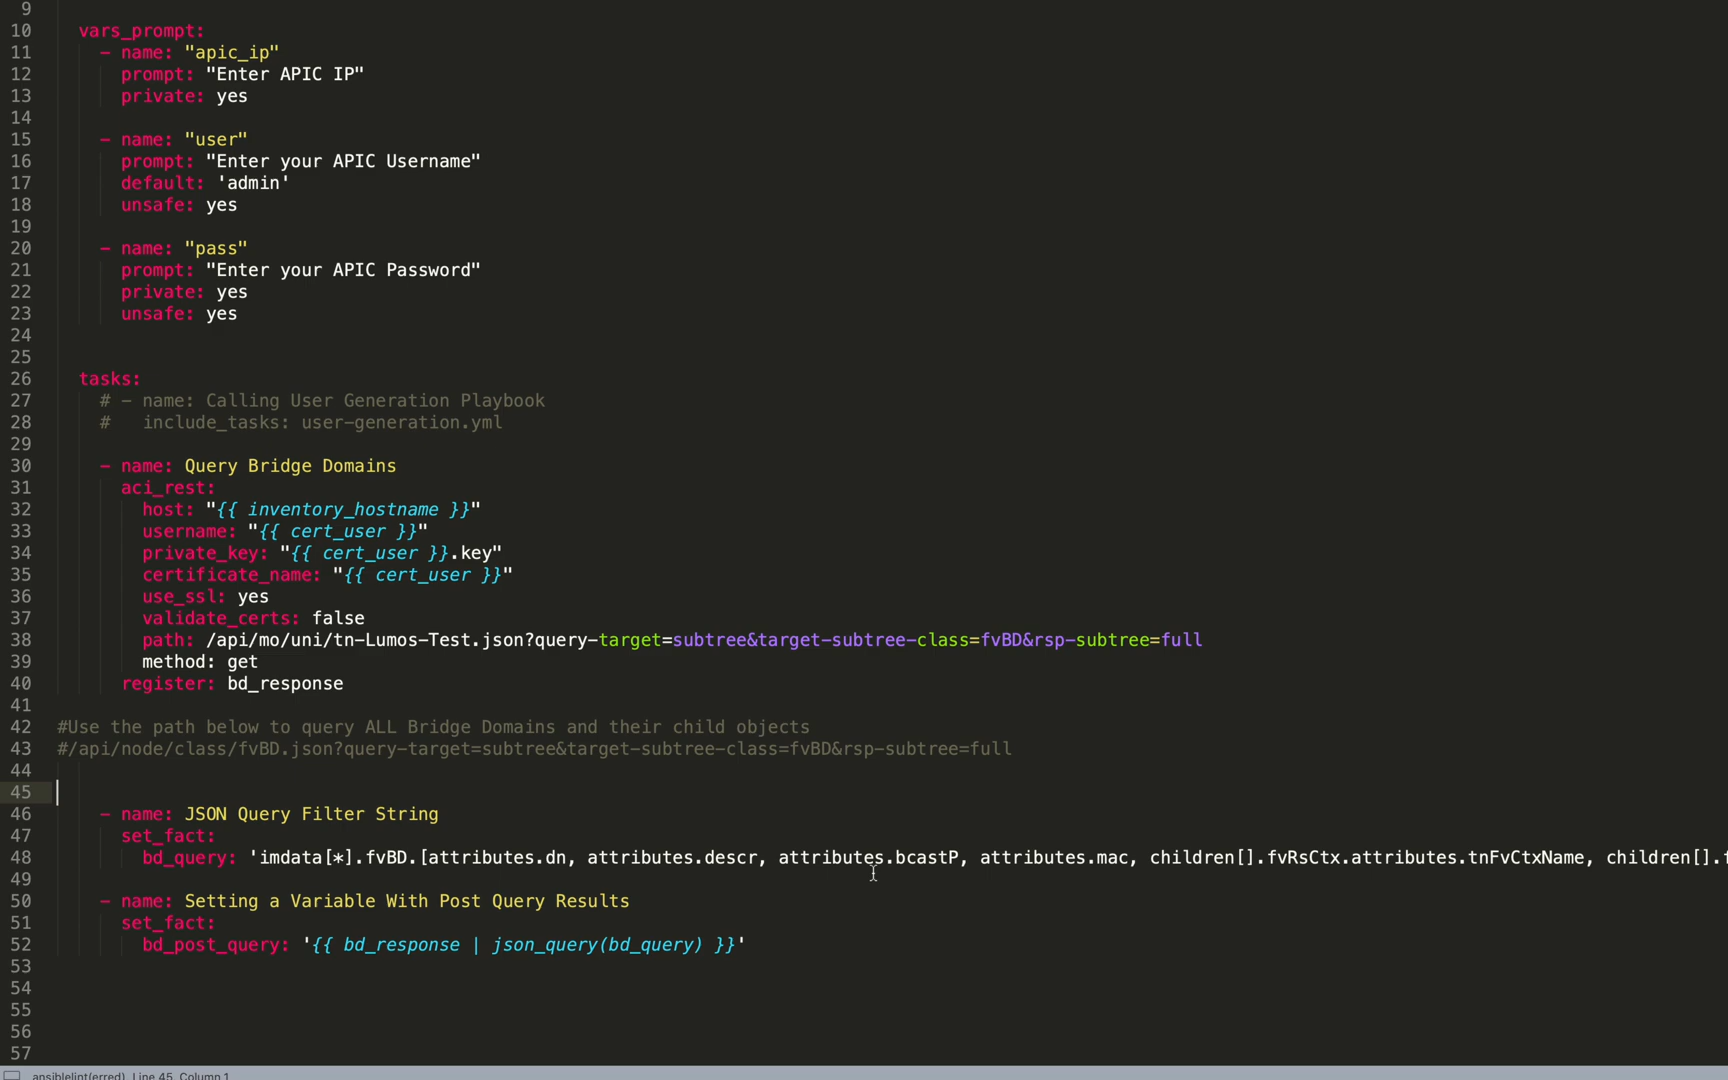 9
10 vars_prompt:
11 - name: "apic_ip"
12 prompt: "Enter APIC IP"
13 private: yes
14
15 - name: "user"
16 prompt: "Enter your APIC Username"
17 default: 'admin'
18 unsafe: yes
19
20 - name: "pass"
21 prompt: "Enter your APIC Password"
22 private: yes
23 unsafe: yes
24
25
26 tasks:
27 # - name: Calling User Generation Playbook
28 # include_tasks: user-generation.yml
29
30 - name: Query Bridge Domains
31 aci_rest:
32 host: "{{ inventory_hostname }}"
33 username: "{{ cert_user }}"
34 private_key: "{{ cert_user }}.key"
35 certificate_name: "{{ cert_user }}"
36 use_ssl: yes
37 validate_certs: false
38 path: /api/mo/uni/tn-Lumos-Test.json?query-target=subtree&target-subtree-class=fvBD&rsp-subtree=full
39 method: get
40 register: bd_response
41
42 #Use the path below to query ALL Bridge Domains and their child objects
43 #/api/node/class/fvBD.json?query-target=subtree&target-subtree-class=fvBD&rsp-subtree=full
44
45
46 - name: JSON Query Filter String
47 set_fact:
48 bd_query: 'imdata[*].fvBD.[attributes.dn, attributes.descr, attributes.bcastP, attributes.mac, children[].fvRsCtx.attributes.tnFvCtxName, children[].f
49
50 - name: Setting a Variable With Post Query Results
51 set_fact:
52 bd_post_query: '{{ bd_response | json_query(bd_query) }}'
53
54
55
56
57
ansiblelint(erred), Line 45, Column 1